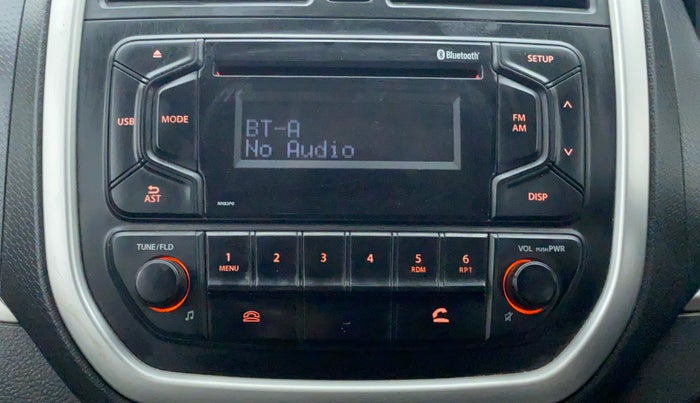 Bluetooth
SETUP
USB
MODE
FM
AM
BT-A
No Audio
AST
DISP
TUNE/FLD
VOL PUSH PWR
1
MENU
2
3
4
5
RDM
6
RPT